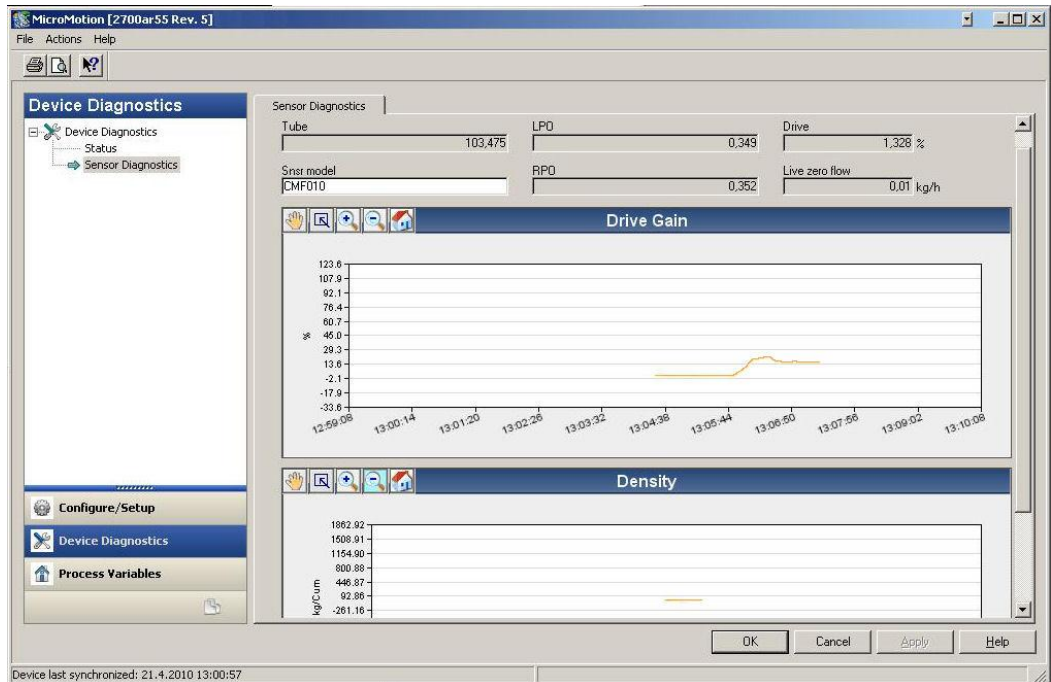 MicroMotion [2700ar55 Rev. 5]
File Actions Help
Device Diagnostics
Device Diagnostics
Status
Sensor Diagnostics
Configure/Setup
Device Diagnostics
Process Variables
Sensor Diagnostics
Tube LPO Drive
103,475 0,349 1,328 %
Snsr model RPO Live zero flow
CMF010 0,352 0,01 kg/h
Drive Gain
123.6
107.9
92.1
76.4
60.7
% 45.0
29.3
13.6
-2.1
-17.9
-33.6
12:59:08 13:00:14 13:01:20 13:02:26 13:03:32 13:04:38 13:05:44 13:06:50 13:07:56 13:09:02 13:10:08
Density
1862.92
1508.91
1154.90
800.88
446.87
92.86
-261.16
kg/Cum
OK Cancel Apply Help
Device last synchronized: 21.4.2010 13:00:57